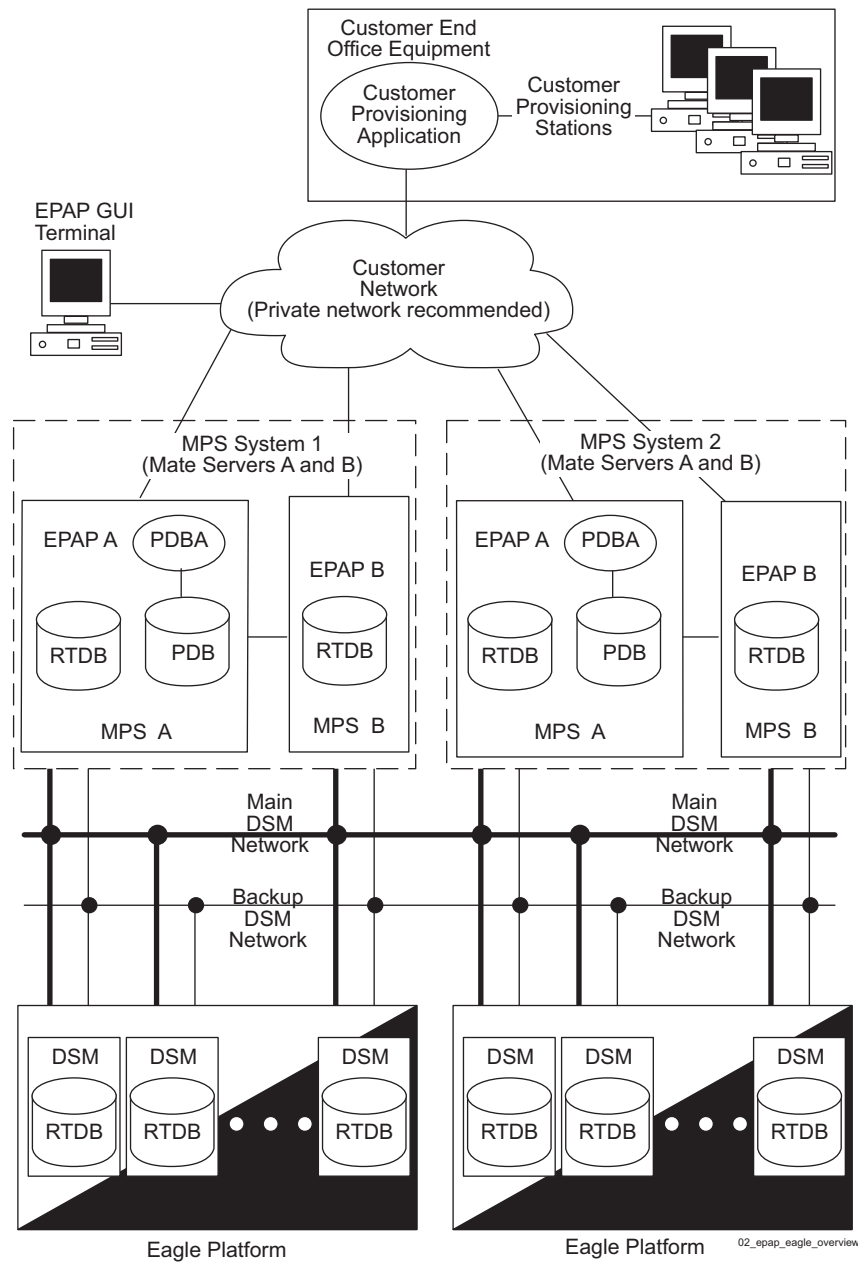 Customer End
Office Equipment
Customer
Provisioning
Application
Customer
Provisioning
Stations
EPAP GUI
Terminal
Customer
Network
(Private network recommended)
MPS System 1
(Mate Servers A and B)
EPAP A
PDBA
RTDB
PDB
MPS A
EPAP B
RTDB
MPS B
MPS System 2
(Mate Servers A and B)
EPAP A
PDBA
RTDB
PDB
MPS A
EPAP B
RTDB
MPS B
Main
DSM
Network
Main
DSM
Network
Backup
DSM
Network
Backup
DSM
Network
DSM
RTDB
DSM
RTDB
DSM
RTDB
Eagle Platform
DSM
RTDB
DSM
RTDB
DSM
RTDB
Eagle Platform
02_epap_eagle_overview